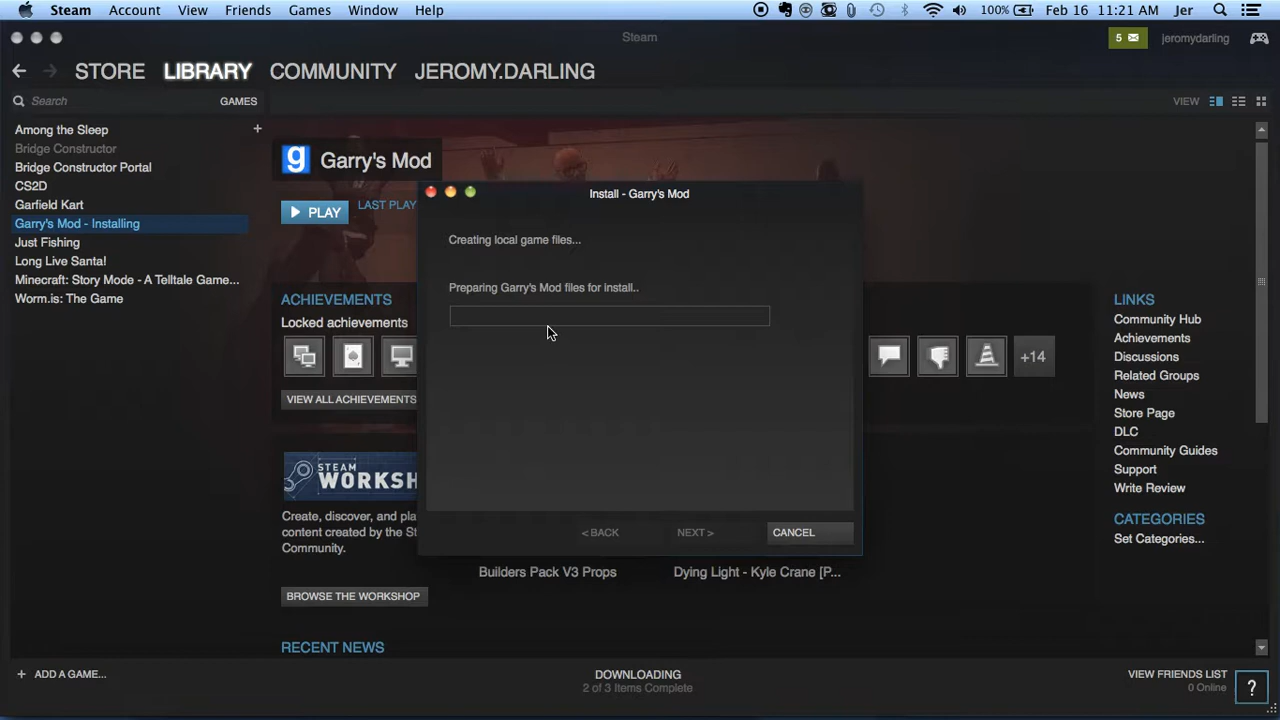 Steam Account View Friends Games Window Help 100% Feb 16 11:21 AM Jer
Steam
5 jeromydarling
STORE LIBRARY COMMUNITY JEROMY.DARLING
Search GAMES VIEW
Among the Sleep +
Bridge Constructor
Bridge Constructor Portal
CS2D
Garfield Kart
Garry's Mod - Installing
Just Fishing
Long Live Santa!
Minecraft: Story Mode - A Telltale Game...
Worm.is: The Game
g Garry's Mod
PLAY LAST PLAY
Install - Garry's Mod
Creating local game files...
Preparing Garry's Mod files for install..
< BACK NEXT > CANCEL
ACHIEVEMENTS
Locked achievements
+14
VIEW ALL ACHIEVEMENTS
STEAM
WORKSH
Create, discover, and pla
content created by the St
Community.
Builders Pack V3 Props Dying Light - Kyle Crane [P...
BROWSE THE WORKSHOP
RECENT NEWS
LINKS
Community Hub
Achievements
Discussions
Related Groups
News
Store Page
DLC
Community Guides
Support
Write Review
CATEGORIES
Set Categories...
+ ADD A GAME...
DOWNLOADING
2 of 3 Items Complete
VIEW FRIENDS LIST
0 Online
?